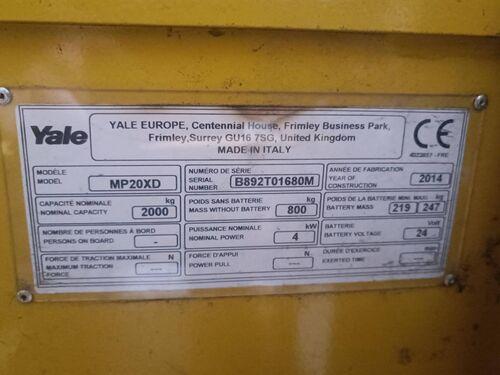 Yale
YALE EUROPE, Centennial House, Frimley Business Park,
Frimley,Surrey GU16 7SG, United Kingdom
MADE IN ITALY
CE
MODÈLE
MODEL
MP20XD
NUMÉRO DE SÉRIE
SERIAL
NUMBER
B892T01680M
ANNÉE DE FABRICATION
YEAR OF
CONSTRUCTION
2014
CAPACITÉ NOMINALE kg
NOMINAL CAPACITY
2000
POIDS SANS BATTERIE kg
MASS WITHOUT BATTERY
800
POIDS DE LA BATTERIE MINI. MAXI. kg
BATTERY MASS
219 247
NOMBRE DE PERSONNES À BORD
PERSONS ON BOARD
-
PUISSANCE NOMINALE kW
NOMINAL POWER
4
BATTERIE Volt
BATTERY VOLTAGE
24
FORCE DE TRACTION MAXIMALE N
MAXIMUM TRACTION
FORCE
---
FORCE D'APPUI N
POWER PULL
---
DURÉE D'EXERCICE min
EXERTED TIME
---